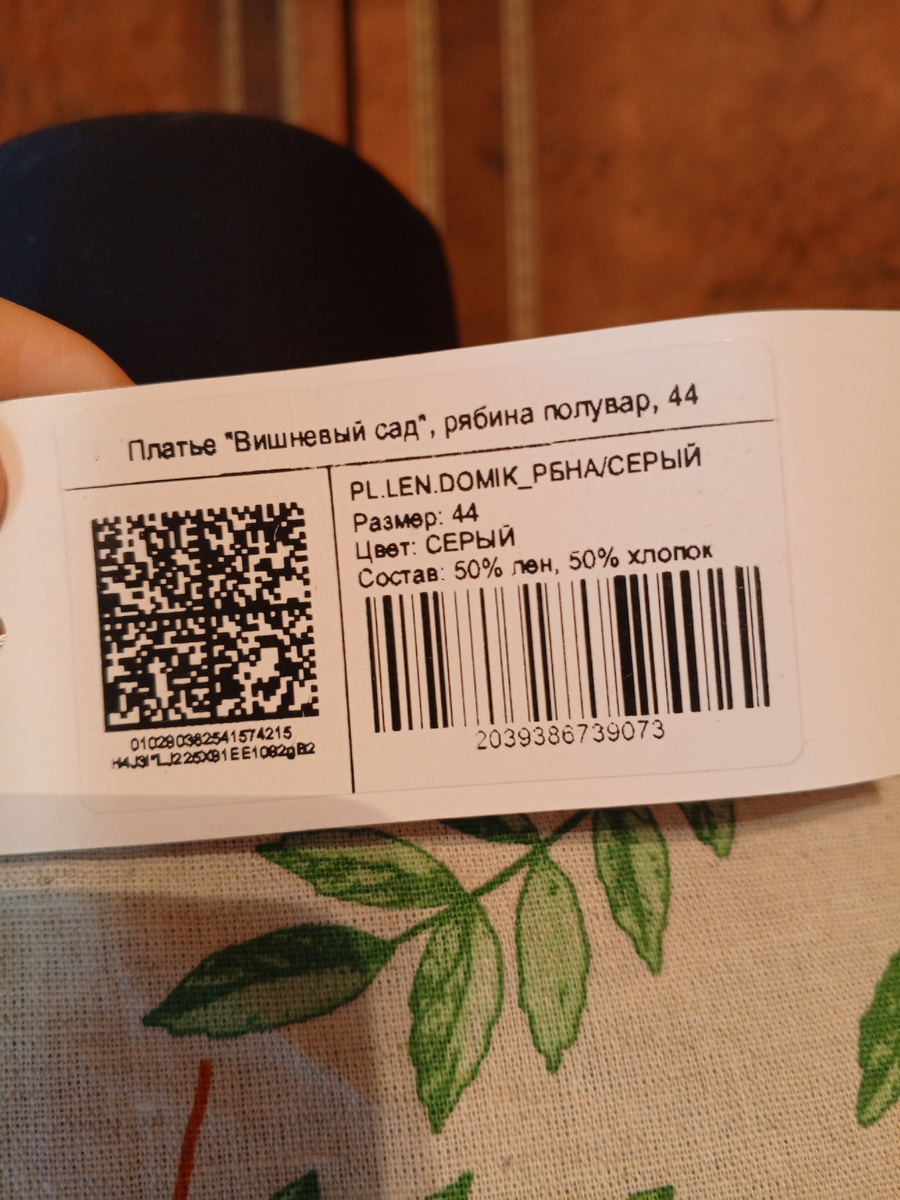 Платье "Вишневый сад", рябина полувар, 44
PL.LEN.DOMIK_РБНА/СЕРЫЙ
Размер: 44
Цвет: СЕРЫЙ
Состав: 50% лен, 50% хлопок
2039386739073
010290382541574215